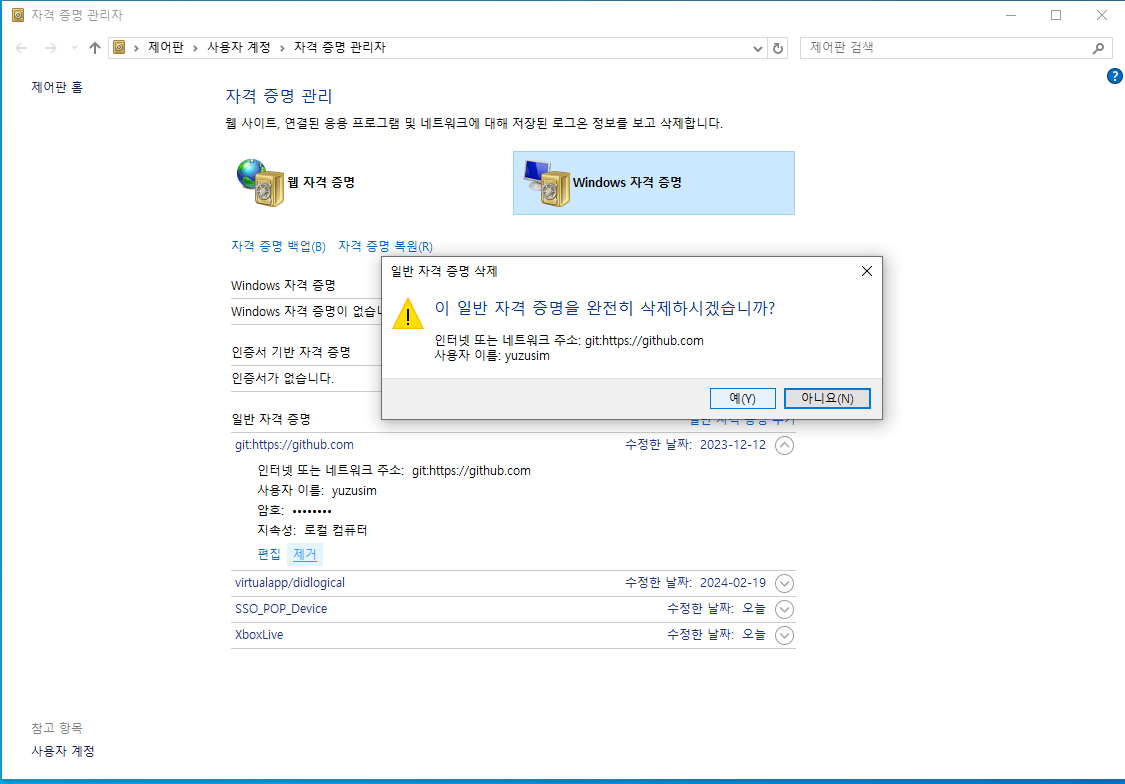 자격 증명 관리자
제어판 › 사용자 계정 › 자격 증명 관리자
제어판 검색
제어판 홈
?
자격 증명 관리
웹 사이트, 연결된 응용 프로그램 및 네트워크에 대해 저장된 로그온 정보를 보고 삭제합니다.
웹 자격 증명
Windows 자격 증명
자격 증명 백업(B) 자격 증명 복원(R)
Windows 자격 증명
Windows 자격 증명이 없습니
인증서 기반 자격 증명
인증서가 없습니다.
일반 자격 증명 삭제
이 일반 자격 증명을 완전히 삭제하시겠습니까?
인터넷 또는 네트워크 주소: git:https://github.com
사용자 이름: yuzusim
예(Y) 아니요(N)
일반 자격 증명
git:https://github.com 수정한 날짜: 2023-12-12
인터넷 또는 네트워크 주소: git:https://github.com
사용자 이름: yuzusim
암호: ••••••••
지속성: 로컬 컴퓨터
편집 제거
virtualapp/didlogical 수정한 날짜: 2024-02-19
SSO_POP_Device 수정한 날짜: 오늘
XboxLive 수정한 날짜: 오늘
참고 항목
사용자 계정